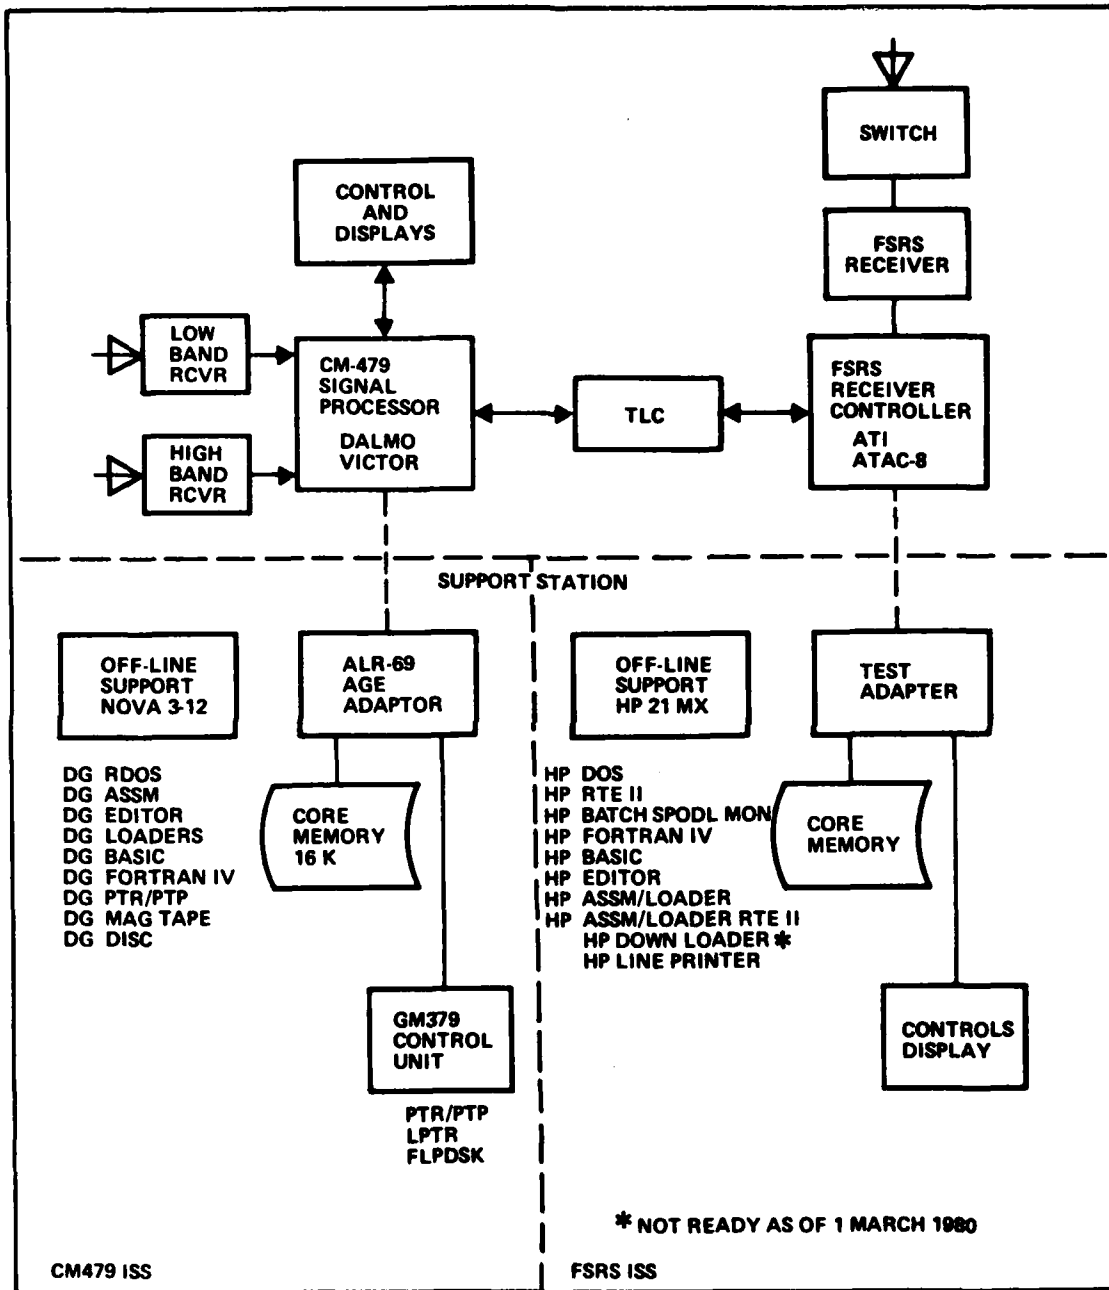 SWITCH
CONTROL
AND
DISPLAYS
FSRS
RECEIVER
LOW
BAND
RCVR
CM-479
SIGNAL
PROCESSOR
DALMO
VICTOR
TLC
FSRS
RECEIVER
CONTROLLER
ATI
ATAC-8
HIGH
BAND
RCVR
SUPPORT STATION
OFF-LINE
SUPPORT
NOVA 3-12
ALR-69
AGE
ADAPTOR
DG RDOS
DG ASSM
DG EDITOR
DG LOADERS
DG BASIC
DG FORTRAN IV
DG PTR/PTP
DG MAG TAPE
DG DISC
CORE
MEMORY
16 K
GM379
CONTROL
UNIT
PTR/PTP
LPTR
FLPDSK
CM479 ISS
OFF-LINE
SUPPORT
HP 21 MX
TEST
ADAPTER
HP DOS
HP RTE II
HP BATCH SPODL MON
HP FORTRAN IV
HP BASIC
HP EDITOR
HP ASSM/LOADER
HP ASSM/LOADER RTE II
HP DOWN LOADER *
HP LINE PRINTER
CORE
MEMORY
CONTROLS
DISPLAY
* NOT READY AS OF 1 MARCH 1980
FSRS ISS